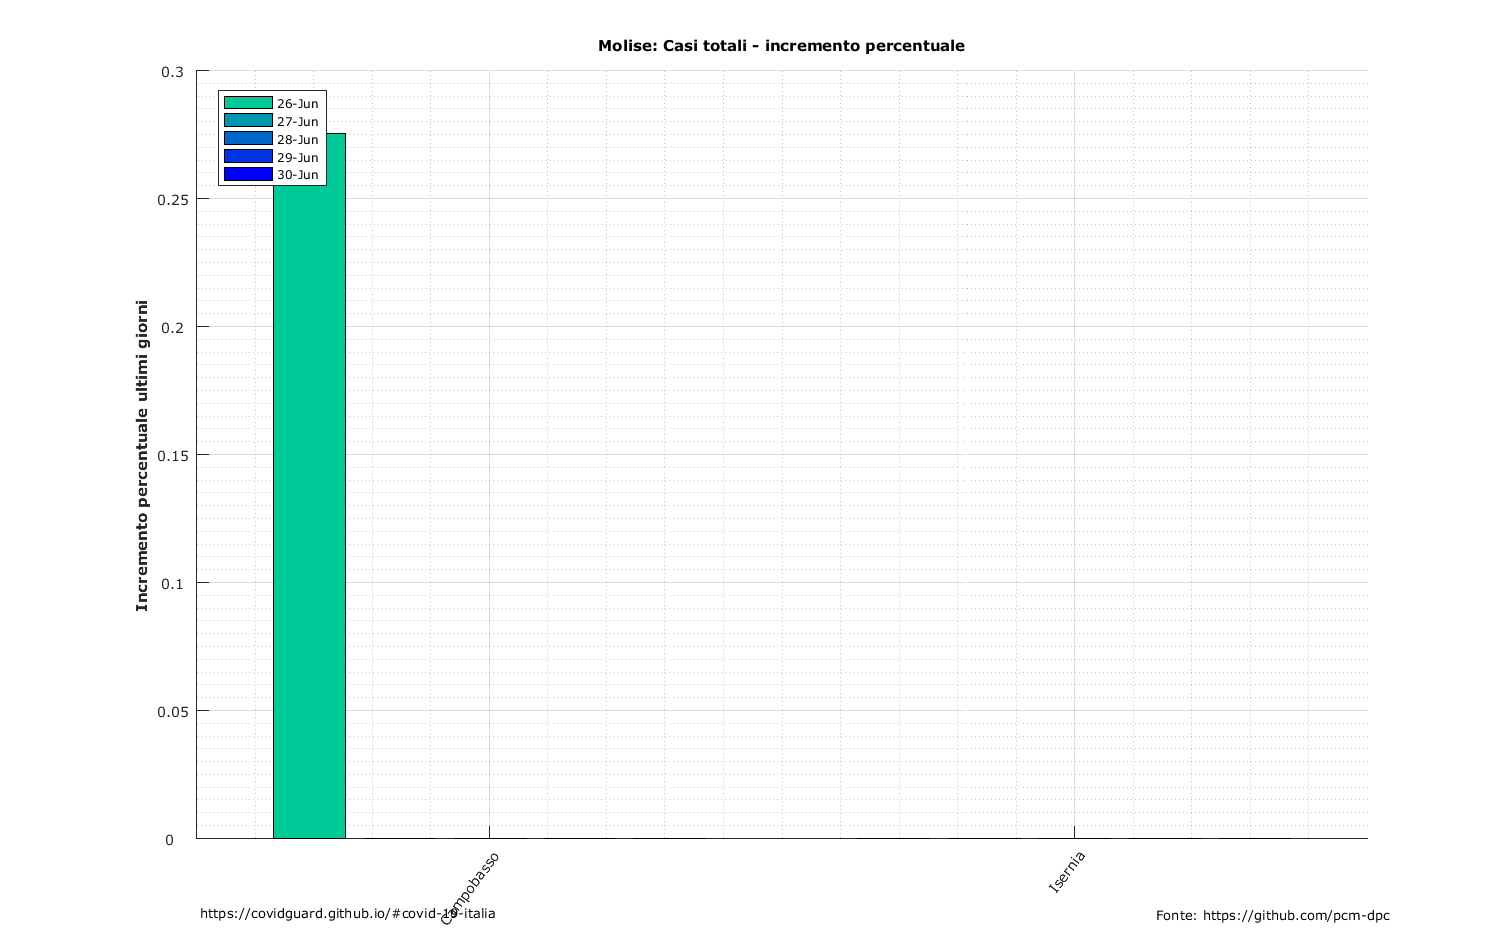 Molise: Casi totali - incremento percentuale
0.3
0.25
0.2
0.15
0.1
0.05
0
Incremento percentuale ultimi giorni
26-Jun
27-Jun
28-Jun
29-Jun
30-Jun
Campobasso
Isernia
https://covidguard.github.io/#covid-19-italia
Fonte: https://github.com/pcm-dpc